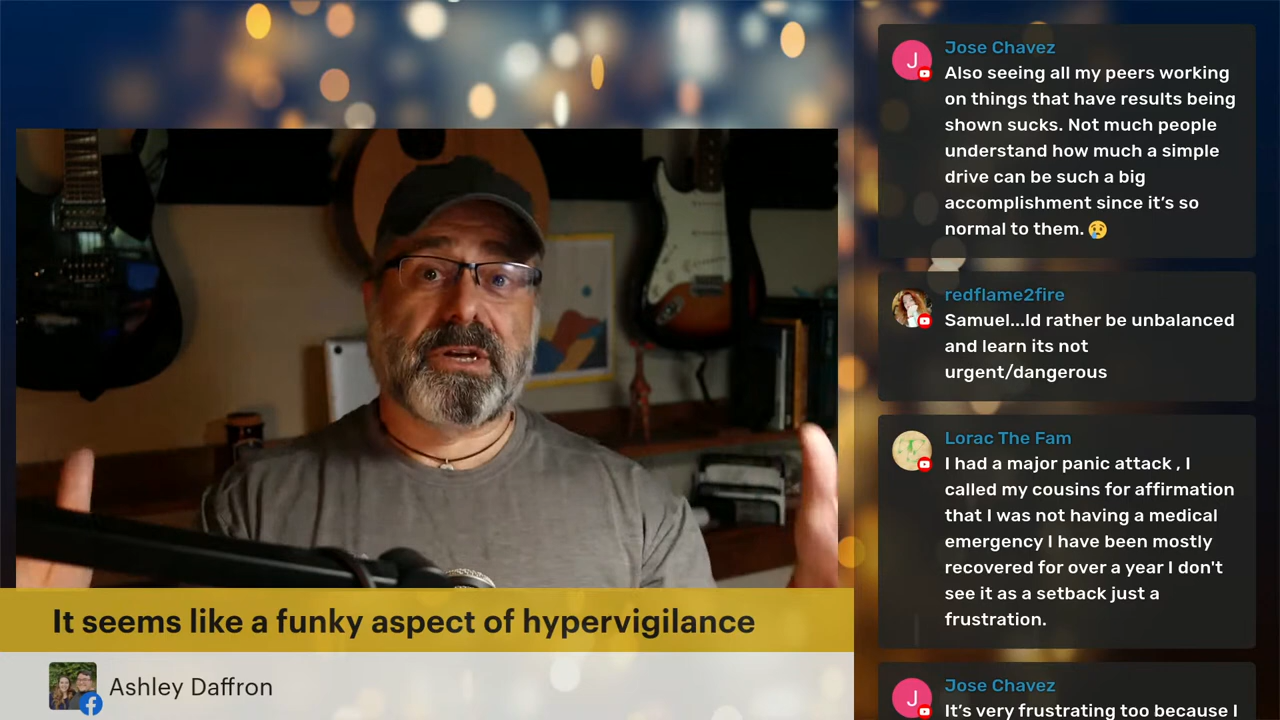 It seems like a funky aspect of hypervigilance
Ashley Daffron
J
Jose Chavez
Also seeing all my peers working
on things that have results being
shown sucks. Not much people
understand how much a simple
drive can be such a big
accomplishment since it’s so
normal to them. 😢
redflame2fire
Samuel...Id rather be unbalanced
and learn its not
urgent/dangerous
Lorac The Fam
I had a major panic attack , I
called my cousins for affirmation
that I was not having a medical
emergency I have been mostly
recovered for over a year I don't
see it as a setback just a
frustration.
J
Jose Chavez
It’s very frustrating too because I